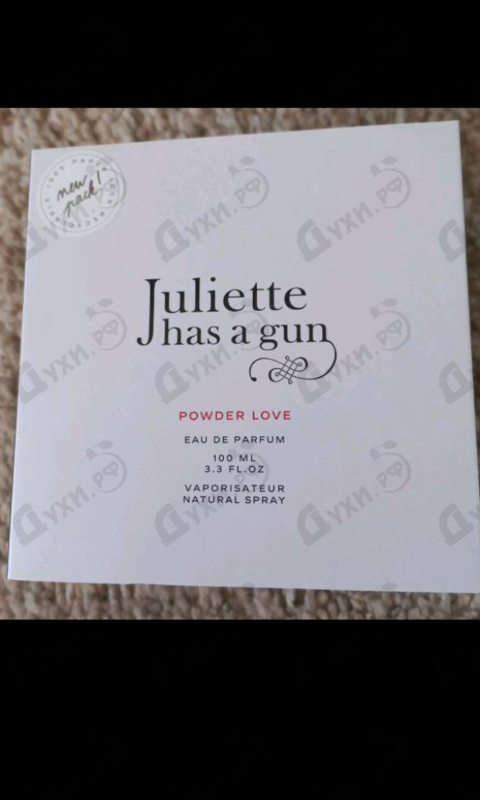 new
pack!
Juliette
has a gun
POWDER LOVE
EAU DE PARFUM
100 ML
3.3 FL.OZ
VAPORISATEUR
NATURAL SPRAY
Духи.рф